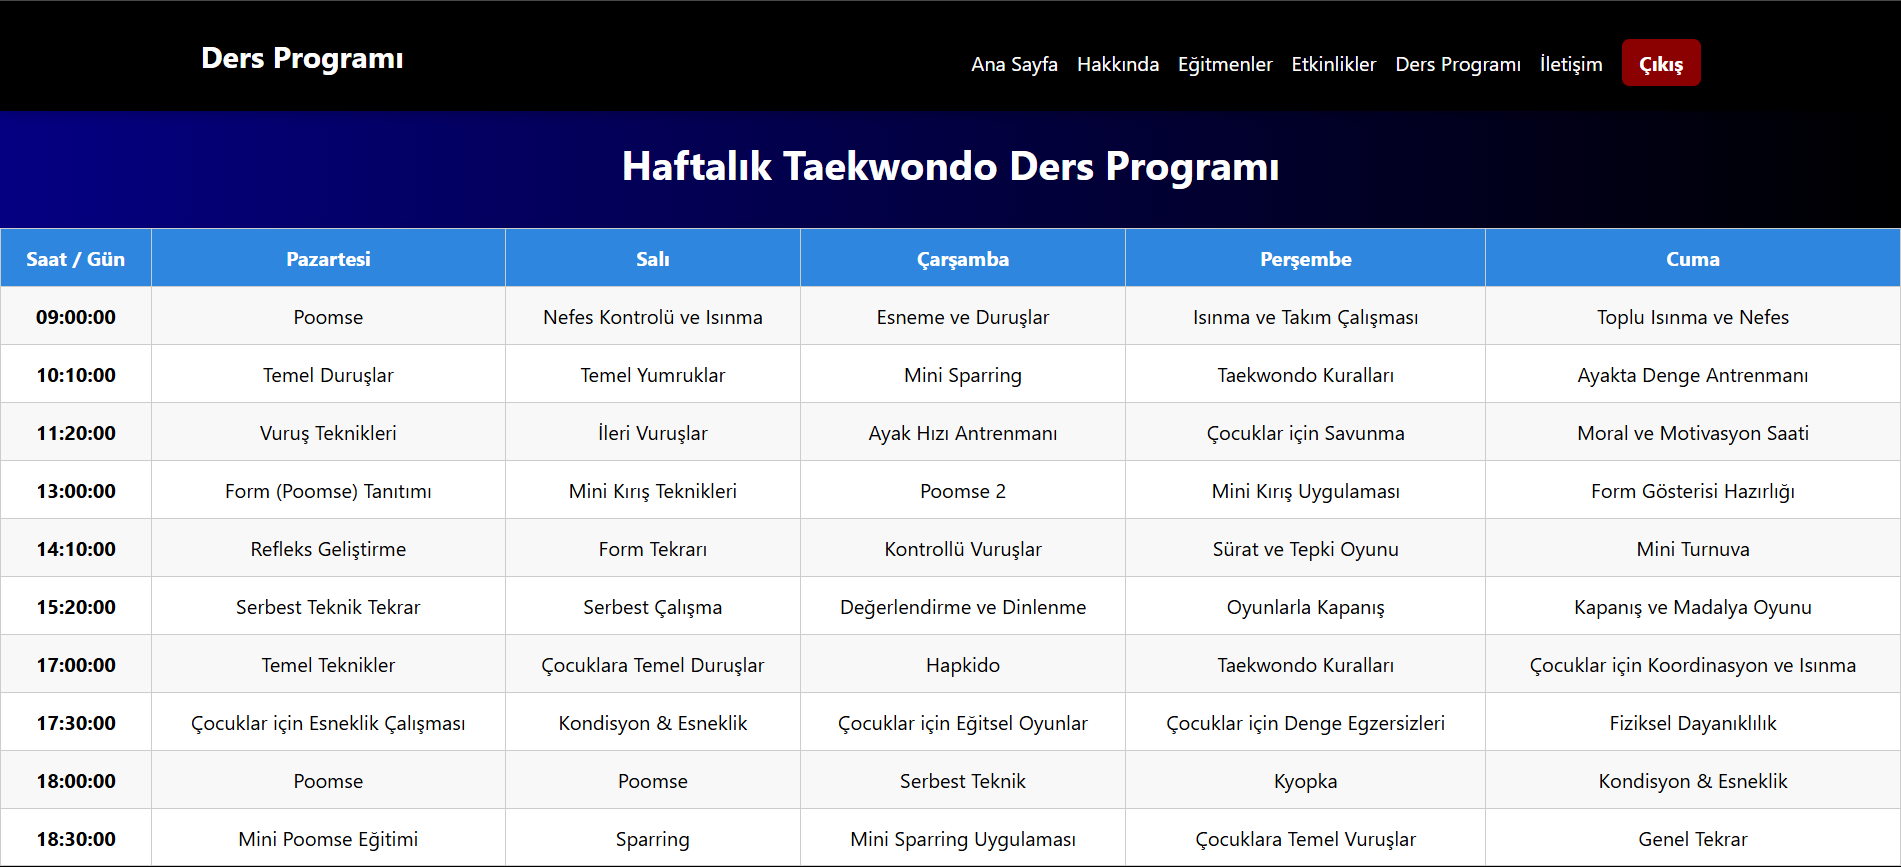 Ders Programı
Ana Sayfa Hakkında Eğitmenler Etkinlikler Ders Programı İletişim Çıkış
Haftalık Taekwondo Ders Programı
Saat / Gün Pazartesi Salı Çarşamba Perşembe Cuma
09:00:00 Poomse Nefes Kontrolü ve Isınma Esneme ve Duruşlar Isınma ve Takım Çalışması Toplu Isınma ve Nefes
10:10:00 Temel Duruşlar Temel Yumruklar Mini Sparring Taekwondo Kuralları Ayakta Denge Antrenmanı
11:20:00 Vuruş Teknikleri İleri Vuruşlar Ayak Hızı Antrenmanı Çocuklar için Savunma Moral ve Motivasyon Saati
13:00:00 Form (Poomse) Tanıtımı Mini Kırış Teknikleri Poomse 2 Mini Kırış Uygulaması Form Gösterisi Hazırlığı
14:10:00 Refleks Geliştirme Form Tekrarı Kontrollü Vuruşlar Sürat ve Tepki Oyunu Mini Turnuva
15:20:00 Serbest Teknik Tekrar Serbest Çalışma Değerlendirme ve Dinlenme Oyunlarla Kapanış Kapanış ve Madalya Oyunu
17:00:00 Temel Teknikler Çocuklara Temel Duruşlar Hapkido Taekwondo Kuralları Çocuklar için Koordinasyon ve Isınma
17:30:00 Çocuklar için Esneklik Çalışması Kondisyon & Esneklik Çocuklar için Eğitsel Oyunlar Çocuklar için Denge Egzersizleri Fiziksel Dayanıklılık
18:00:00 Poomse Poomse Serbest Teknik Kyopka Kondisyon & Esneklik
18:30:00 Mini Poomse Eğitimi Sparring Mini Sparring Uygulaması Çocuklara Temel Vuruşlar Genel Tekrar